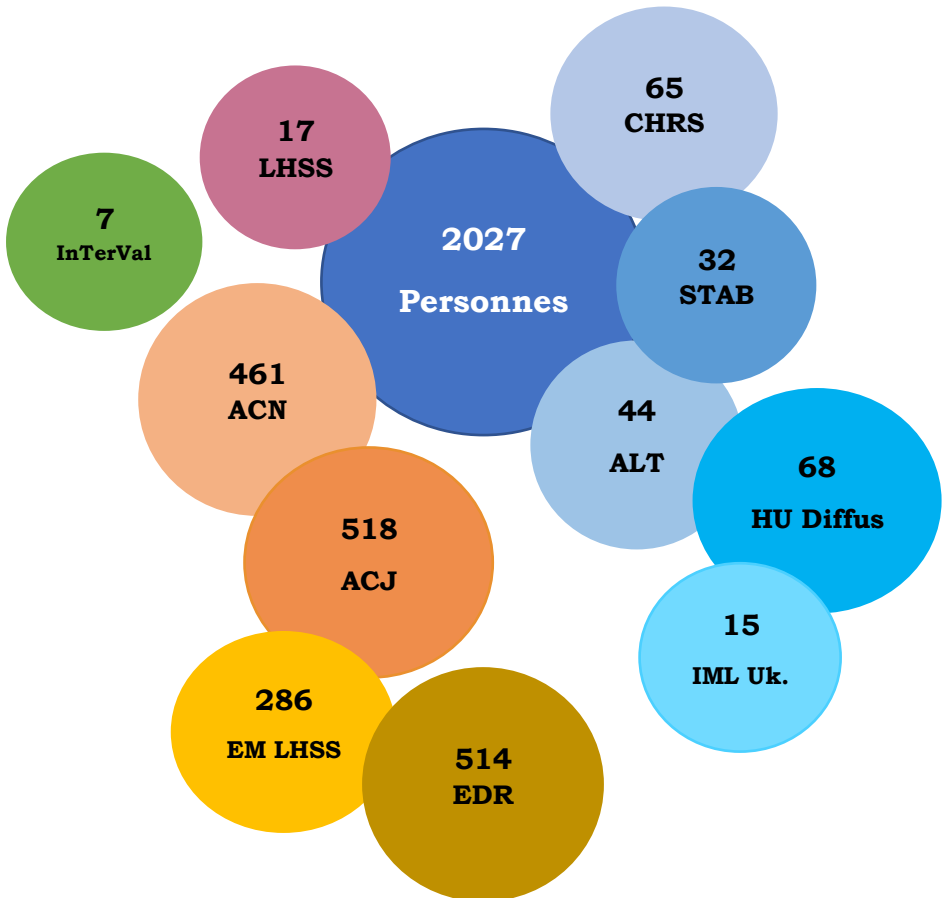 65
CHRS
17
LHSS
7
InTerVal
2027
Personnes
32
STAB
461
ACN
44
ALT
68
HU Diffus
518
ACJ
15
IML Uk.
286
EM LHSS
514
EDR